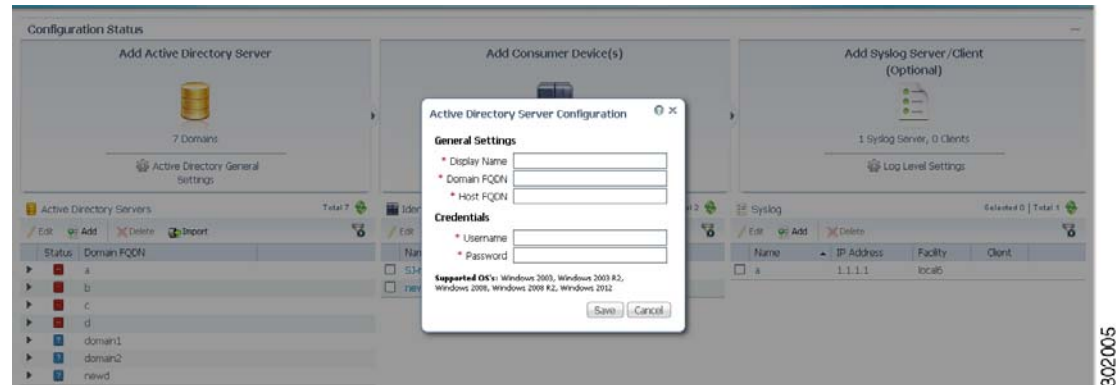 Configuration Status
Add Active Directory Server
7 Domains
Active Directory General
Settings
Add Consumer Device(s)
Add Syslog Server/Client
(Optional)
1 Syslog Server, 0 Clients
Log Level Settings
Active Directory Server Configuration
General Settings
* Display Name
* Domain FQDN
* Host FQDN
Credentials
* Username
* Password
Supported OS's: Windows 2003, Windows 2003 R2,
Windows 2008, Windows 2008 R2, Windows 2012
Save Cancel
Active Directory Servers Total 7
Edit Add Delete Import
Status Domain FQDN
a
b
c
d
domain1
domain2
newd
Iden
Edit
Nam
Syslog Selected 0 | Total 1
Edit Add Delete
Name IP Address Facility Client
a 1.1.1.1 local6
302005